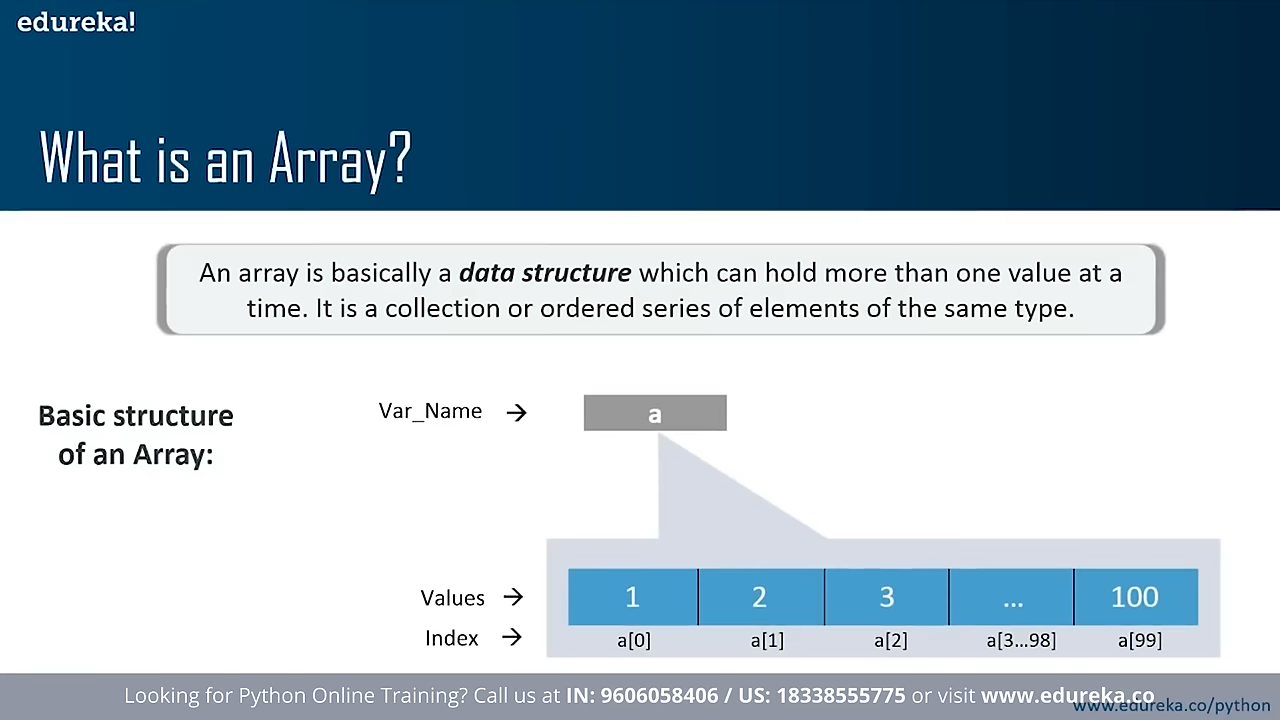 edureka!
What is an Array?
An array is basically a data structure which can hold more than one value at a
time. It is a collection or ordered series of elements of the same type.
Basic structure
of an Array:
Var_Name →
a
Values → 1 2 3 ... 100
Index → a[0] a[1] a[2] a[3...98] a[99]
Looking for Python Online Training? Call us at IN: 9606058406 / US: 18338555775 or visit www.edureka.co
www.edureka.co/python